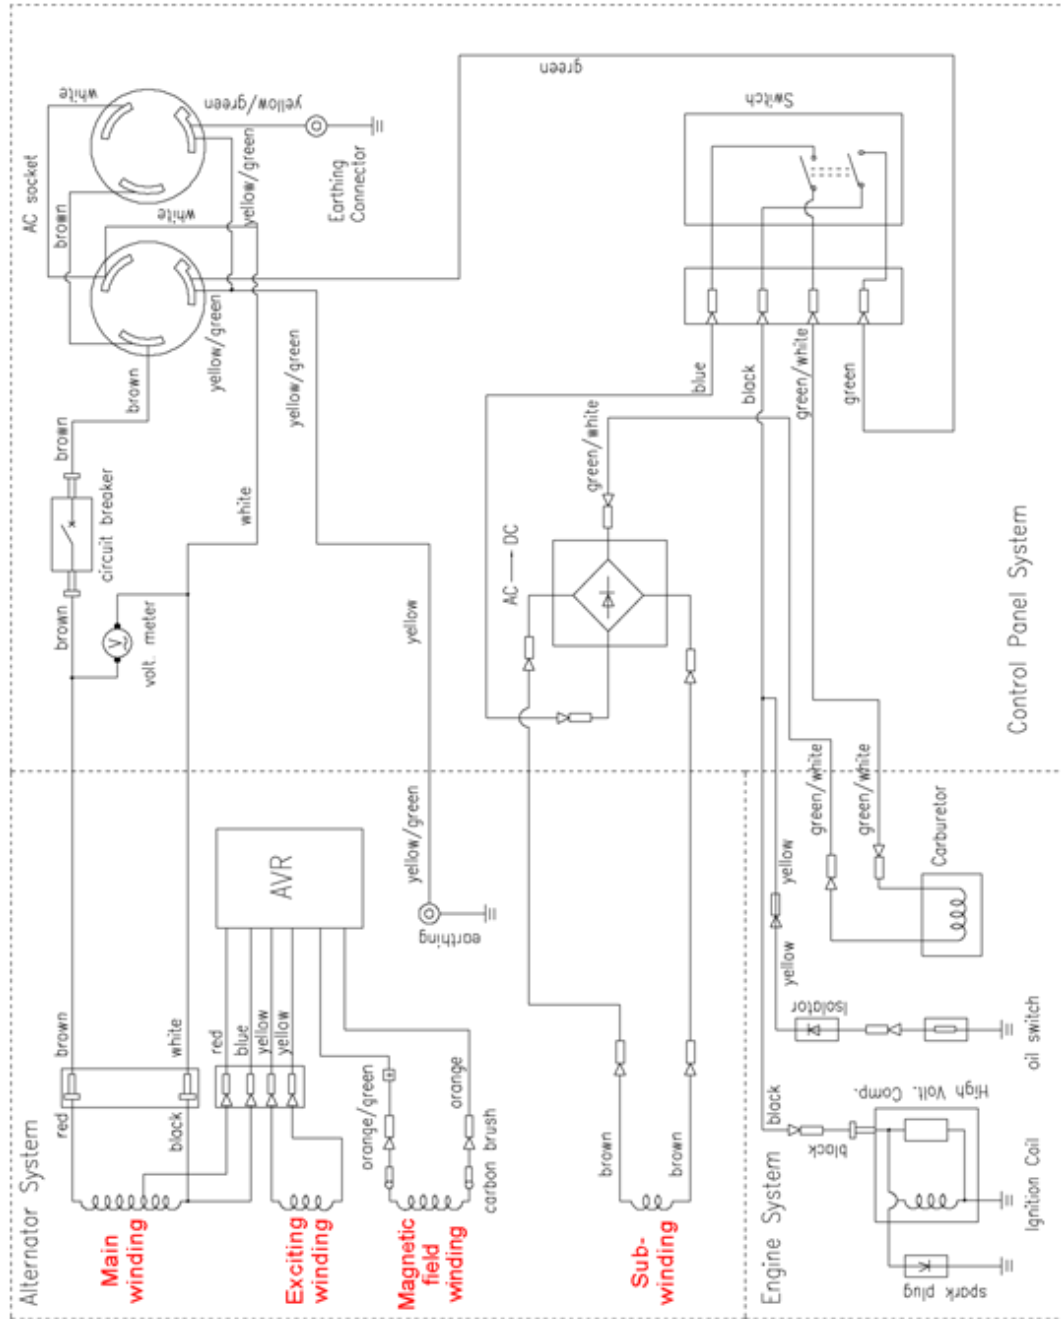 white
yellow/green
AC socket
brown
white
yellow/green
Earthing
Connector
green
Switch
brown
yellow/green
yellow/green
brown
circuit breaker
white
brown
volt. meter
V
yellow
blue
black
green/white
green
green/white
AC → DC
Control Panel System
Alternator System
AVR
yellow/green
earthing
brown
white
red
black
red
blue
yellow
yellow
orange/green
orange
carbon brush
brown
brown
Main
winding
Exciting
winding
Magnetic
field
winding
Sub-
winding
Engine System
green/white
green/white
Carburetor
yellow
yellow
Isolator
oil switch
black
black
High Volt. Comp.
Ignition Coil
spark plug